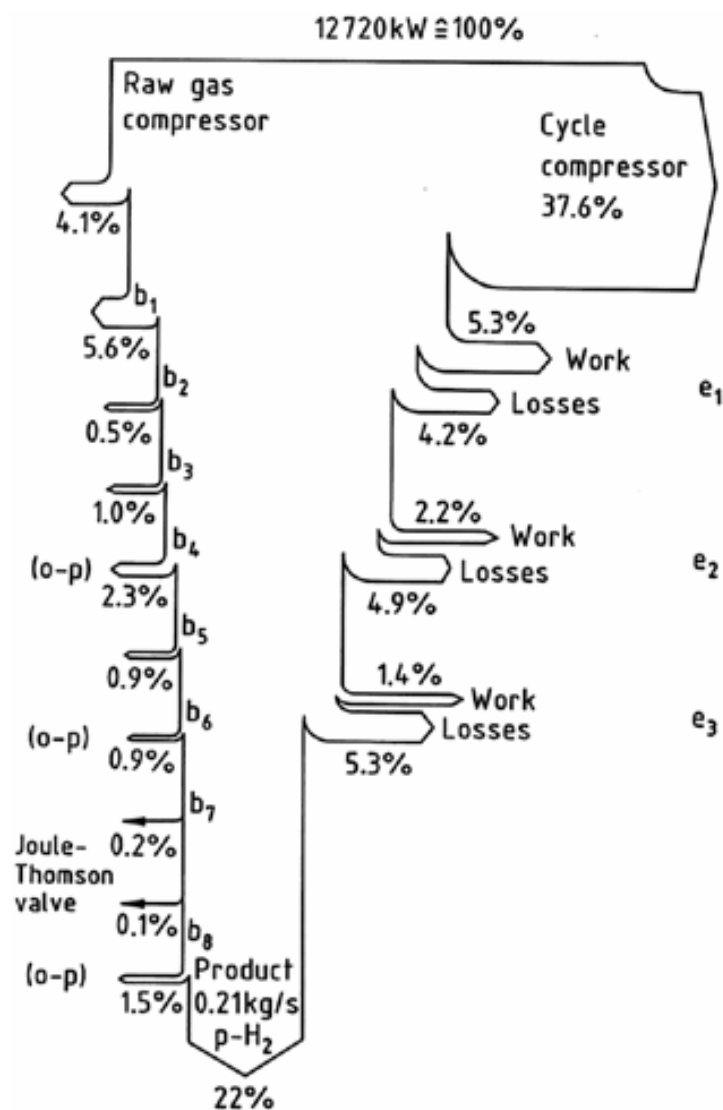 12720kW ≙ 100%
Raw gas
compressor
Cycle
compressor
37.6%
4.1%
b₁
5.3%
5.6%
Work
b₂
e₁
Losses
0.5%
4.2%
b₃
1.0%
2.2%
Work
b₄
(o-p)
Losses
e₂
2.3%
4.9%
b₅
0.9%
1.4%
Work
b₆
e₃
(o-p)
Losses
0.9%
5.3%
b₇
Joule-
0.2%
Thomson
valve
0.1%
b₈
(o-p)
Product
1.5%
0.21kg/s
p-H₂
22%